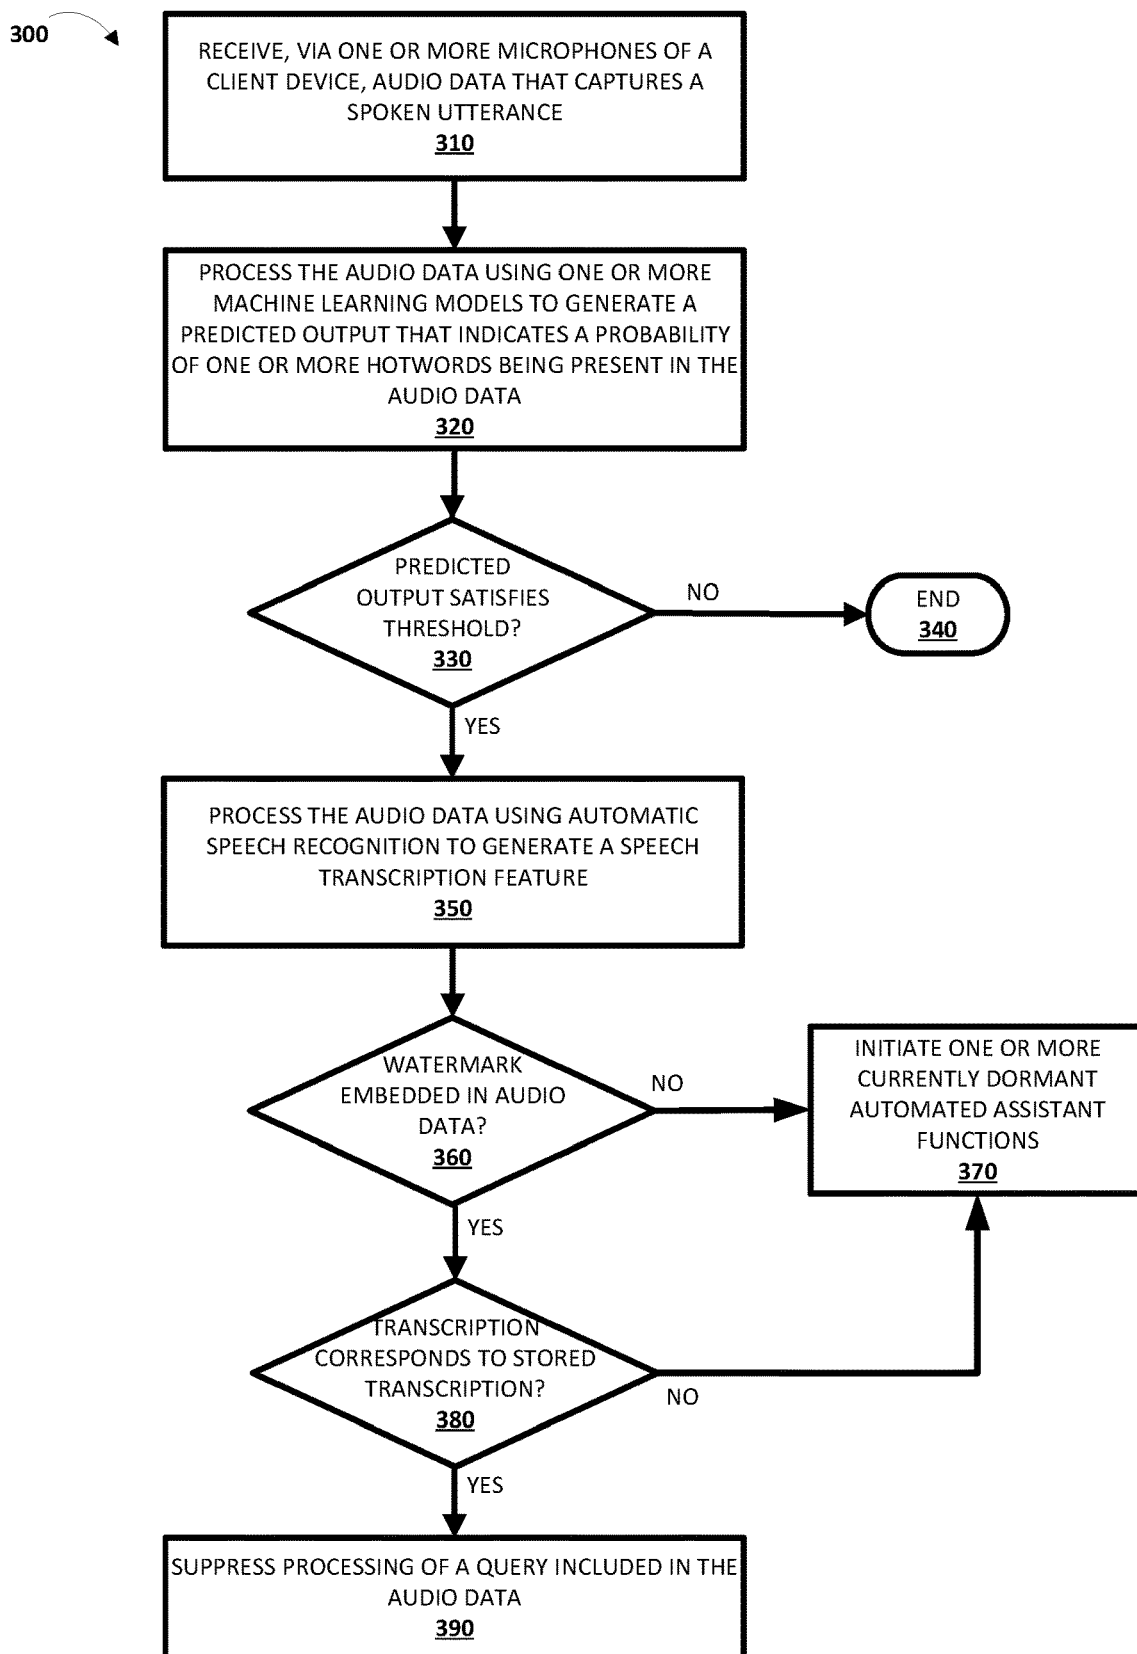 300
RECEIVE, VIA ONE OR MORE MICROPHONES OF A
CLIENT DEVICE, AUDIO DATA THAT CAPTURES A
SPOKEN UTTERANCE
310
PROCESS THE AUDIO DATA USING ONE OR MORE
MACHINE LEARNING MODELS TO GENERATE A
PREDICTED OUTPUT THAT INDICATES A PROBABILITY
OF ONE OR MORE HOTWORDS BEING PRESENT IN THE
AUDIO DATA
320
PREDICTED
OUTPUT SATISFIES
THRESHOLD?
330
NO
END
340
YES
PROCESS THE AUDIO DATA USING AUTOMATIC
SPEECH RECOGNITION TO GENERATE A SPEECH
TRANSCRIPTION FEATURE
350
WATERMARK
EMBEDDED IN AUDIO
DATA?
360
NO
INITIATE ONE OR MORE
CURRENTLY DORMANT
AUTOMATED ASSISTANT
FUNCTIONS
370
YES
TRANSCRIPTION
CORRESPONDS TO STORED
TRANSCRIPTION?
380
NO
YES
SUPPRESS PROCESSING OF A QUERY INCLUDED IN THE
AUDIO DATA
390